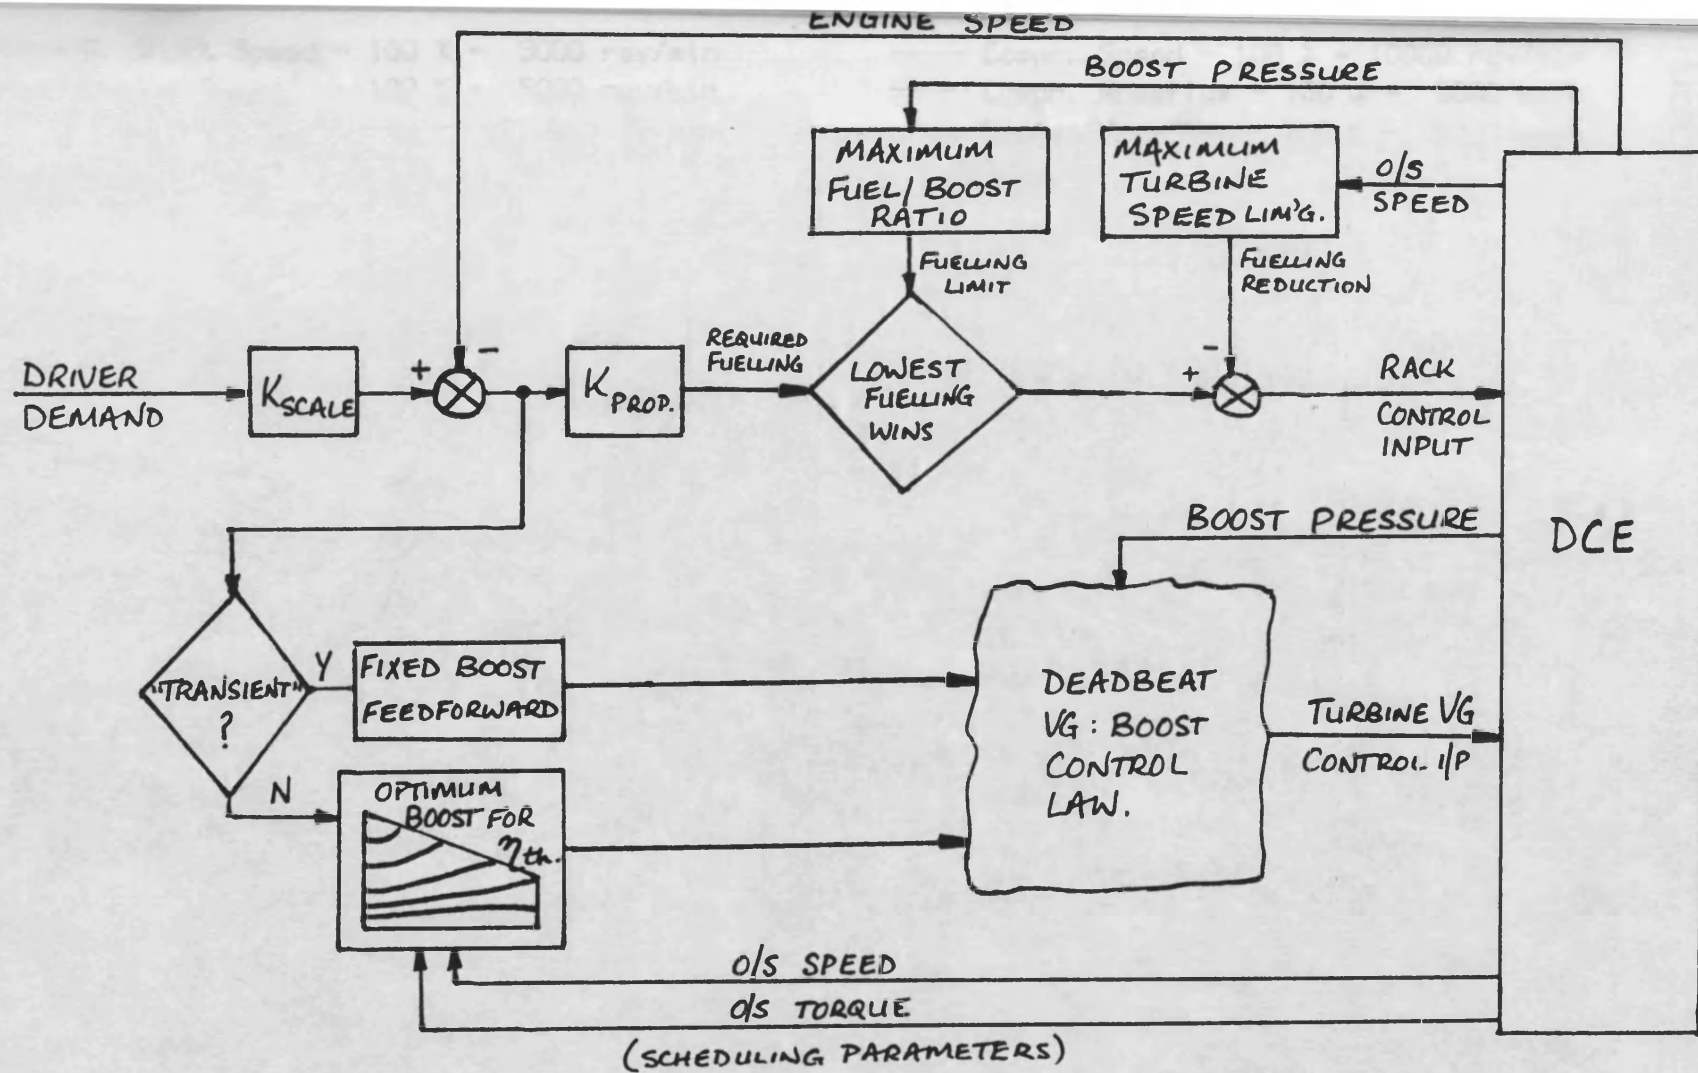 ENGINE SPEED
BOOST PRESSURE
MAXIMUM
FUEL/BOOST
RATIO
MAXIMUM
TURBINE
SPEED LIM'G.
O/S
SPEED
FUELLING
LIMIT
FUELLING
REDUCTION
DRIVER
DEMAND
KSCALE
+
-
KPROP.
REQUIRED
FUELLING
LOWEST
FUELLING
WINS
-
+
RACK
CONTROL
INPUT
BOOST PRESSURE
DCE
"TRANSIENT"
?
Y
FIXED BOOST
FEEDFORWARD
N
OPTIMUM
BOOST FOR
ηth.
DEADBEAT
VG: BOOST
CONTROL
LAW.
TURBINE VG
CONTROL I/P
O/S SPEED
O/S TORQUE
(SCHEDULING PARAMETERS)